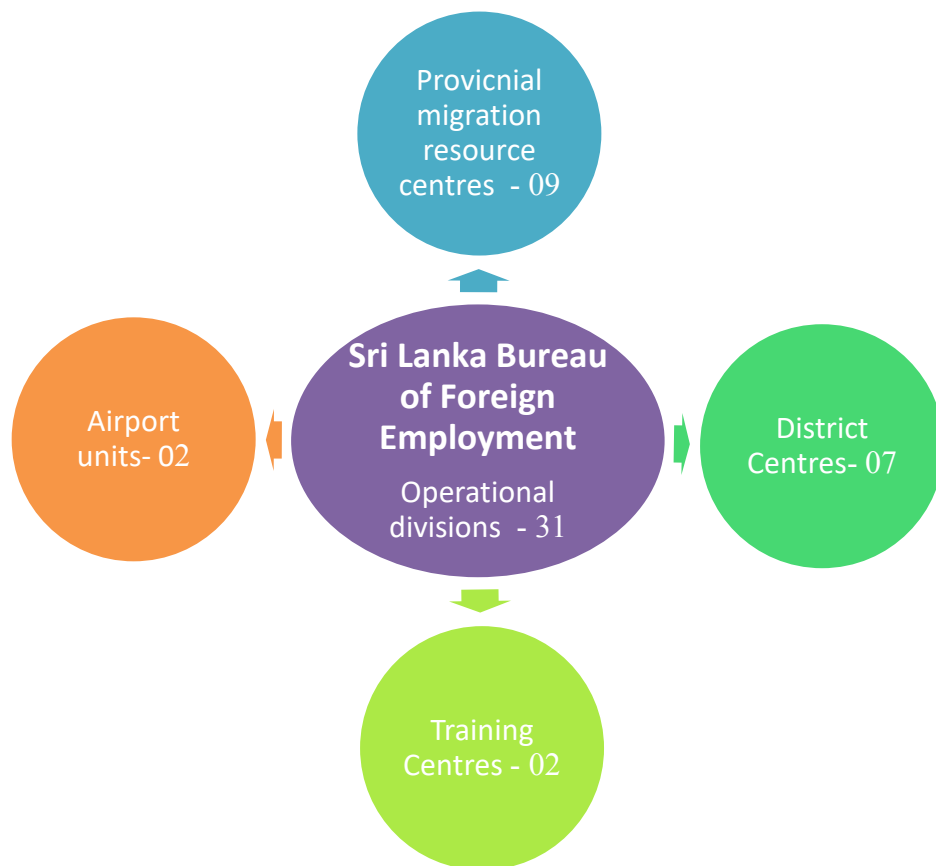 Provicnial
migration
resource
centres - 09
Sri Lanka Bureau
of Foreign
Employment
Operational
divisions - 31
Airport
units- 02
District
Centres- 07
Training
Centres - 02